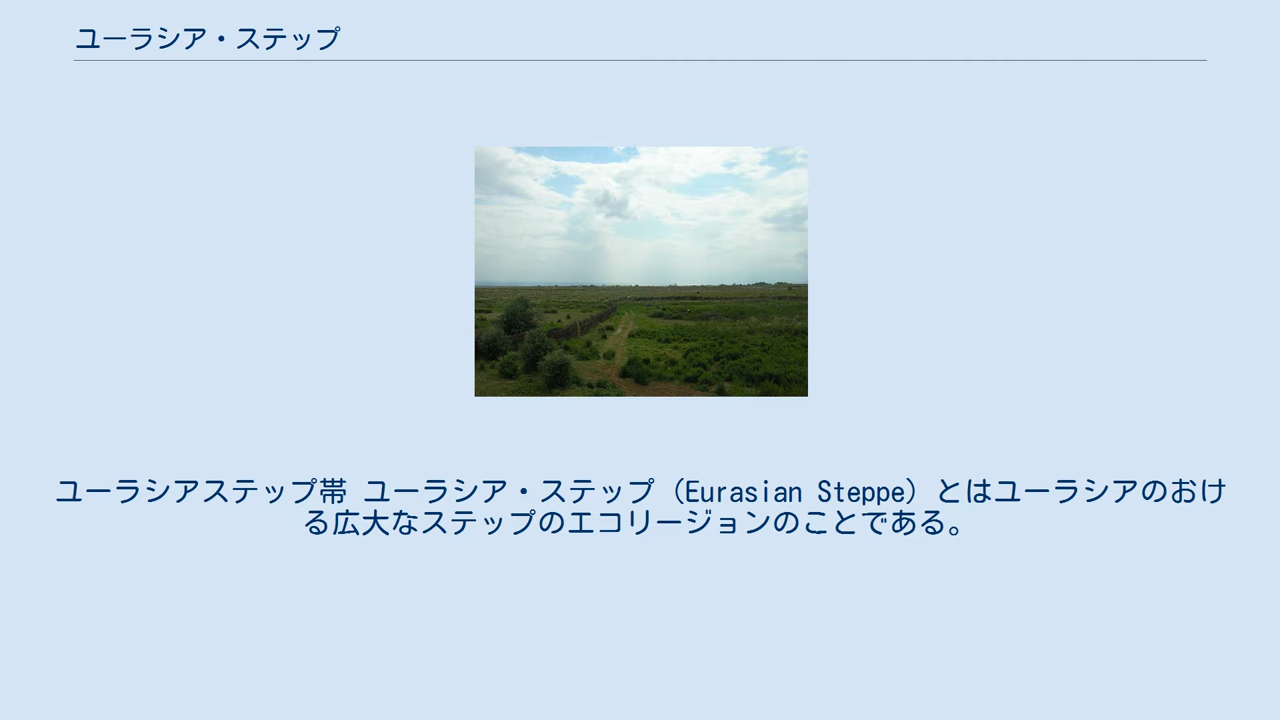 ユーラシア・ステップ
ユーラシアステップ帯 ユーラシア・ステップ（Eurasian Steppe）とはユーラシアのおけ
る広大なステップのエコリージョンのことである。